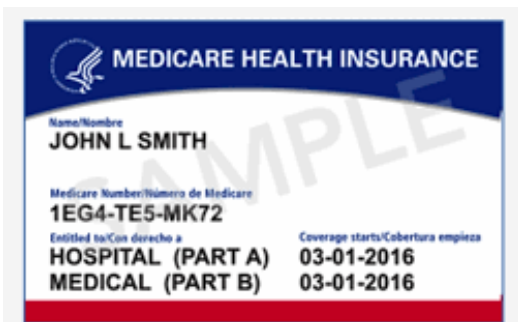 MEDICARE HEALTH INSURANCE
Name/Nombre
JOHN L SMITH
Medicare Number/Número de Medicare
1EG4-TE5-MK72
Entitled to/Con derecho a Coverage starts/Cobertura empieza
HOSPITAL (PART A) 03-01-2016
MEDICAL (PART B) 03-01-2016
SAMPLE